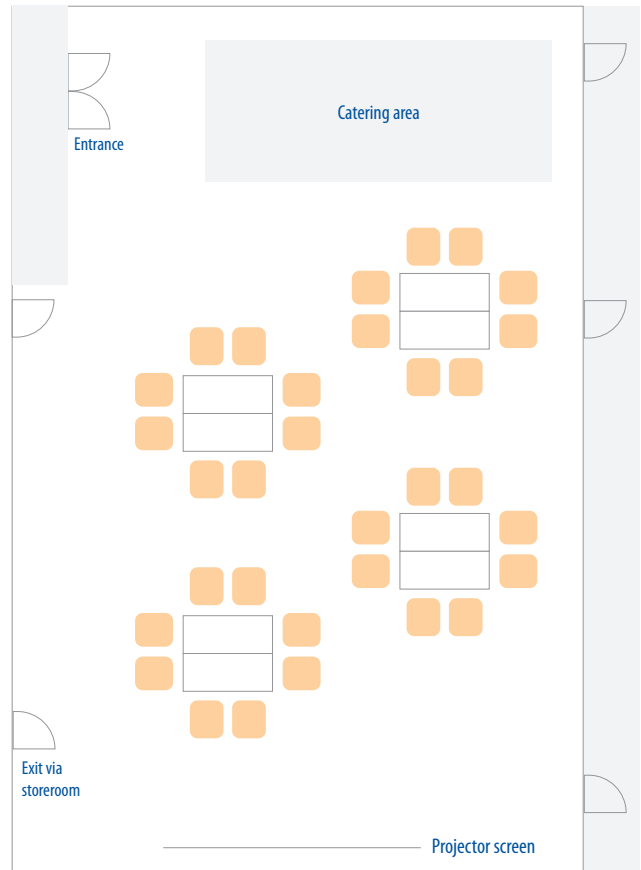 Catering area
Entrance
Exit via
storeroom
Projector screen